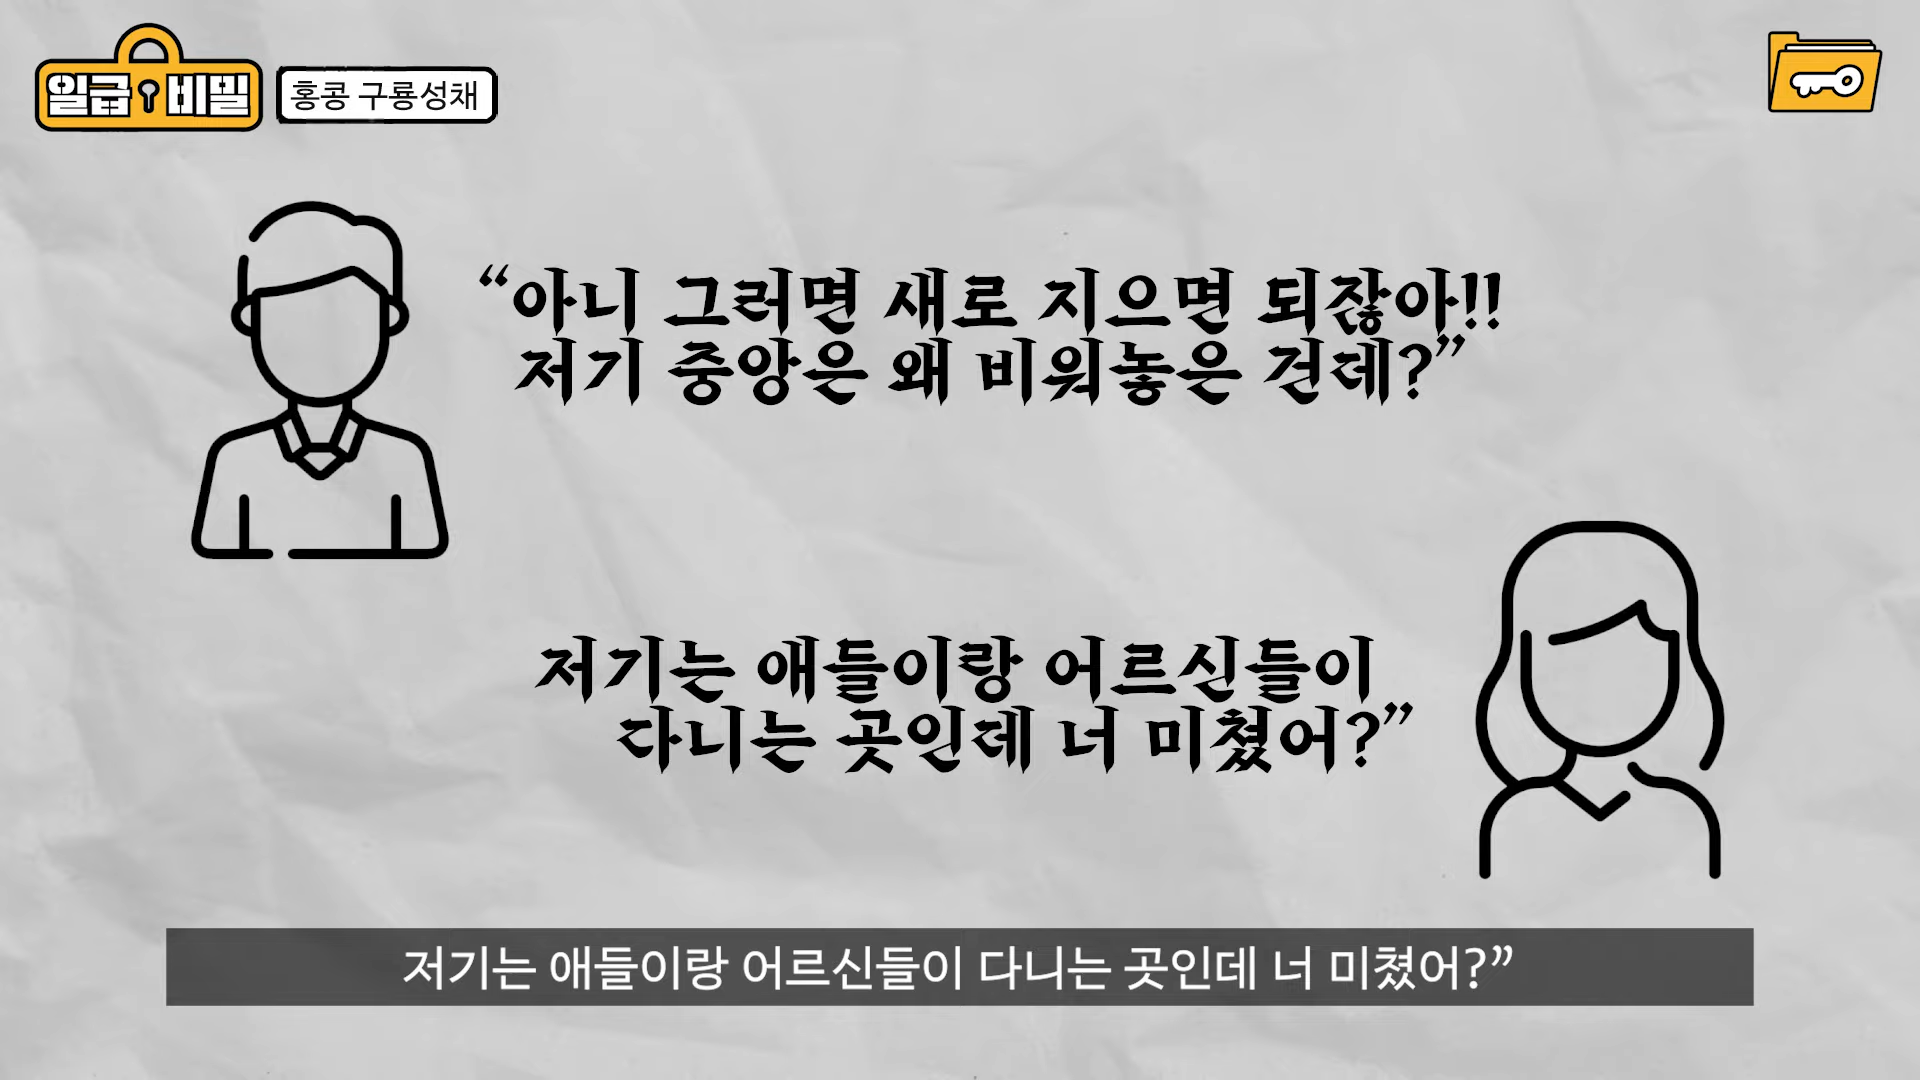 일급비밀
홍콩 구룡성채
“아니 그러면 새로 지으면 되잖아!!
저기 중앙은 왜 비워놓은 건데?”
저기는 애들이랑 어르신들이
다니는 곳인데 너 미쳤어?”
저기는 애들이랑 어르신들이 다니는 곳인데 너 미쳤어?”